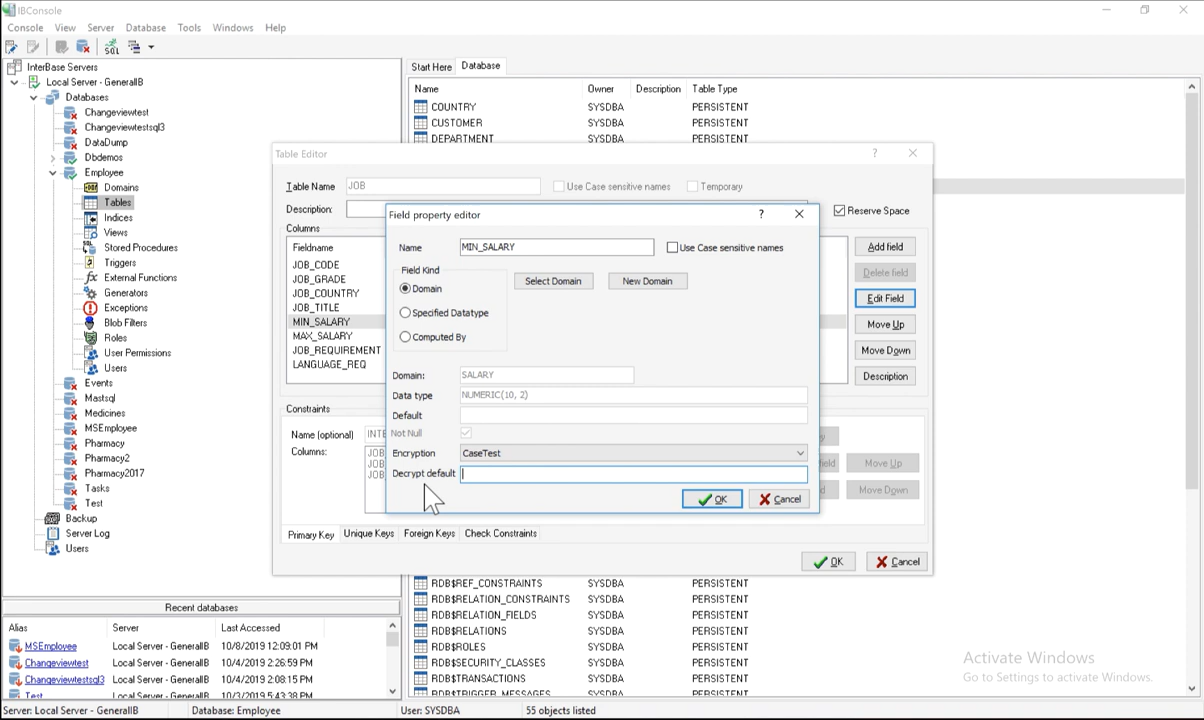 IBConsole
Console View Server Database Tools Windows Help
SQL
InterBase Servers
Local Server - GeneralIB
Databases
Changeviewtest
Changeviewtestsql3
DataDump
Dbdemos
Employee
Domains
Tables
Indices
Views
Stored Procedures
Triggers
External Functions
Generators
Exceptions
Blob Filters
Roles
User Permissions
Users
Events
Mastsql
Medicines
MSEmployee
Pharmacy
Pharmacy2
Pharmacy2017
Tasks
Test
Backup
Server Log
Users
Recent databases
Alias Server Last Accessed
MSEmployee Local Server - GeneralIB 10/8/2019 12:09:01 PM
Changeviewtest Local Server - GeneralIB 10/4/2019 2:26:59 PM
Changeviewtestsql3 Local Server - GeneralIB 10/4/2019 2:08:15 PM
Test Local Server - GeneralIB 10/3/2019 5:43:38 PM
Start Here Database
Name Owner Description Table Type
COUNTRY SYSDBA PERSISTENT
CUSTOMER SYSDBA PERSISTENT
DEPARTMENT SYSDBA PERSISTENT
Table Editor ?
Table Name JOB Use Case sensitive names Temporary
Description: Reserve Space
Columns
Fieldname
JOB_CODE
JOB_GRADE
JOB_COUNTRY
JOB_TITLE
MIN_SALARY
MAX_SALARY
JOB_REQUIREMENT
LANGUAGE_REQ
Add field
Delete field
Edit Field
Move Up
Move Down
Description
Constraints
Name (optional) INTE
Columns: JOB
JOB
JOB
Move Up
Move Down
Primary Key Unique Keys Foreign Keys Check Constraints
OK Cancel
Field property editor ?
Name MIN_SALARY Use Case sensitive names
Field Kind
Domain
Specified Datatype
Computed By
Select Domain New Domain
Domain: SALARY
Data type NUMERIC(10, 2)
Default
Not Null
Encryption CaseTest
Decrypt default
OK Cancel
RDB$REF_CONSTRAINTS SYSDBA PERSISTENT
RDB$RELATION_CONSTRAINTS SYSDBA PERSISTENT
RDB$RELATION_FIELDS SYSDBA PERSISTENT
RDB$RELATIONS SYSDBA PERSISTENT
RDB$ROLES SYSDBA PERSISTENT
RDB$SECURITY_CLASSES SYSDBA PERSISTENT
RDB$TRANSACTIONS SYSDBA PERSISTENT
RDB$TRIGGER_MESSAGES SYSDBA PERSISTENT
Activate Windows
Go to Settings to activate Windows.
Server: Local Server - GeneralIB Database: Employee User: SYSDBA 55 objects listed